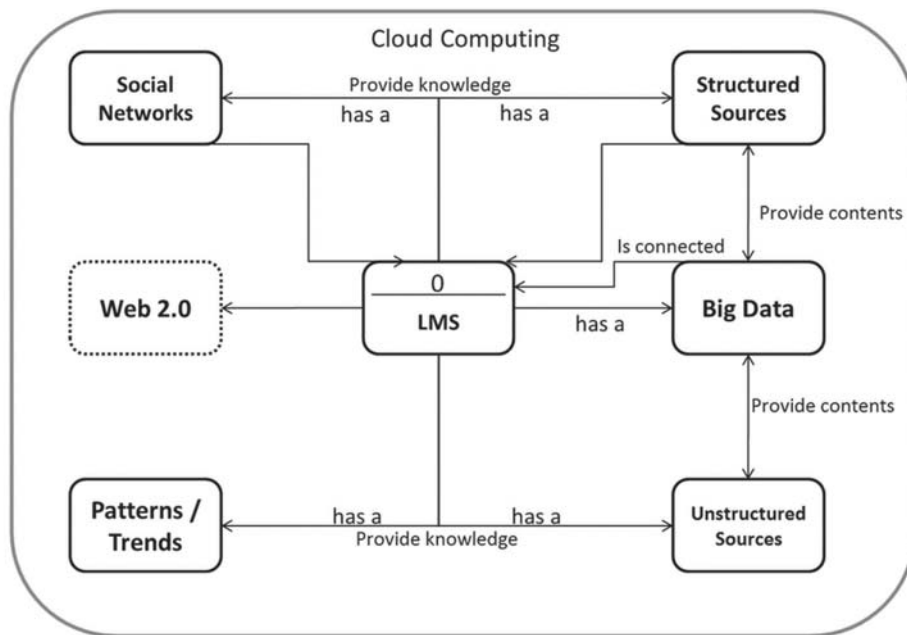 Cloud Computing
Social
Networks
Provide knowledge
has a
has a
Structured
Sources
Provide contents
Is connected
Web 2.0
0
LMS
has a
Big Data
Provide contents
Patterns /
Trends
has a
has a
Provide knowledge
Unstructured
Sources